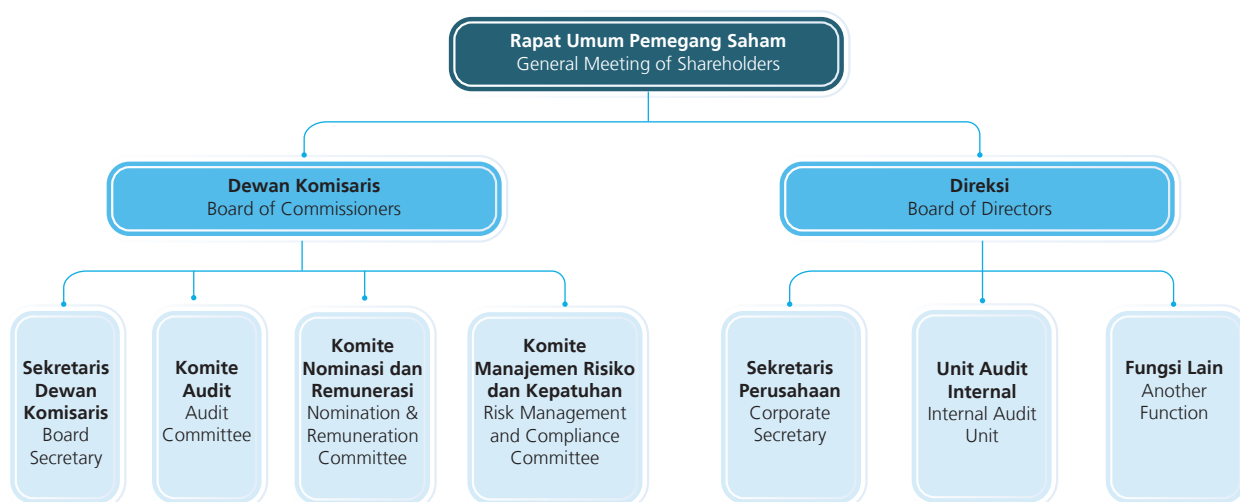 Rapat Umum Pemegang Saham
General Meeting of Shareholders
Dewan Komisaris
Board of Commissioners
Direksi
Board of Directors
Sekretaris
Dewan
Komisaris
Board
Secretary
Komite
Audit
Audit
Committee
Komite
Nominasi dan
Remunerasi
Nomination &
Remuneration
Committee
Komite
Manajemen Risiko
dan Kepatuhan
Risk Management
and Compliance
Committee
Sekretaris
Perusahaan
Corporate
Secretary
Unit Audit
Internal
Internal Audit
Unit
Fungsi Lain
Another
Function